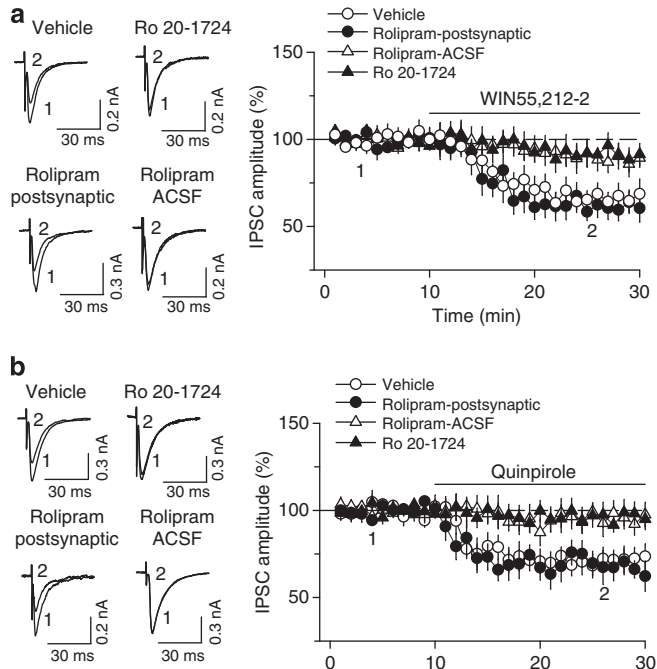 a
Vehicle
Ro 20-1724
2
1
30 ms
0.2 nA
2
1
30 ms
0.2 nA
Rolipram
postsynaptic
Rolipram
ACSF
2
1
30 ms
0.3 nA
2
1
30 ms
0.2 nA
Vehicle
Rolipram-postsynaptic
Rolipram-ACSF
Ro 20-1724
WIN55,212-2
IPSC amplitude (%)
150
100
50
1
2
0
10
20
30
Time (min)
b
Vehicle
Ro 20-1724
2
1
30 ms
0.3 nA
2
1
30 ms
0.3 nA
Rolipram
postsynaptic
Rolipram
ACSF
2
1
30 ms
0.2 nA
2
1
30 ms
0.2 nA
Vehicle
Rolipram-postsynaptic
Rolipram-ACSF
Ro 20-1724
Quinpirole
IPSC amplitude (%)
150
100
50
1
2
0
10
20
30